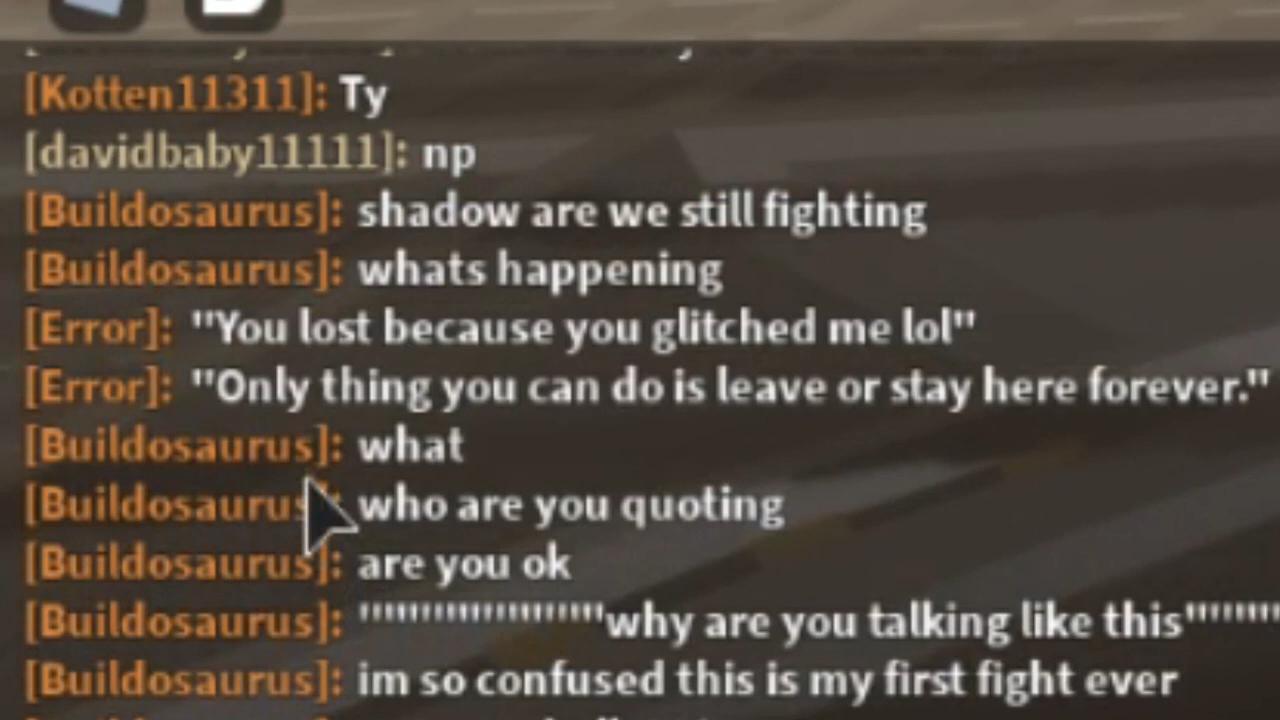 [Kotten11311]: Ty
[davidbaby11111]: np
[Buildosaurus]: shadow are we still fighting
[Buildosaurus]: whats happening
[Error]: "You lost because you glitched me lol"
[Error]: "Only thing you can do is leave or stay here forever."
[Buildosaurus]: what
[Buildosaurus]: who are you quoting
[Buildosaurus]: are you ok
[Buildosaurus]: """"""""""why are you talking like this""""
[Buildosaurus]: im so confused this is my first fight ever